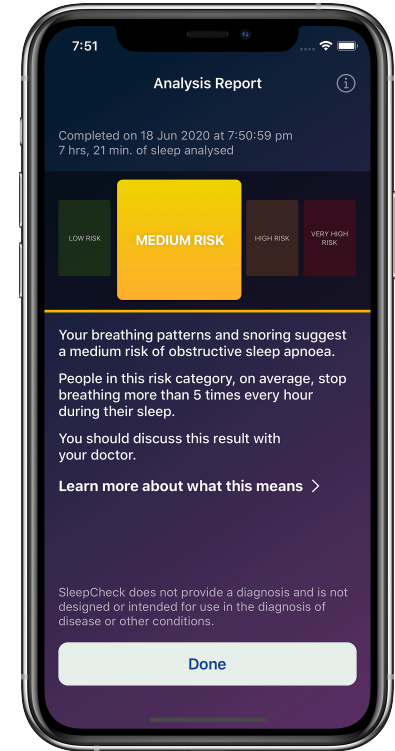 7:51
Analysis Report
Completed on 18 Jun 2020 at 7:50:59 pm
7 hrs, 21 min. of sleep analysed
LOW RISK
MEDIUM RISK
HIGH RISK
VERY HIGH
RISK
Your breathing patterns and snoring suggest
a medium risk of obstructive sleep apnoea.
People in this risk category, on average, stop
breathing more than 5 times every hour
during their sleep.
You should discuss this result with
your doctor.
Learn more about what this means
SleepCheck does not provide a diagnosis and is not
designed or intended for use in the diagnosis of
disease or other conditions.
Done